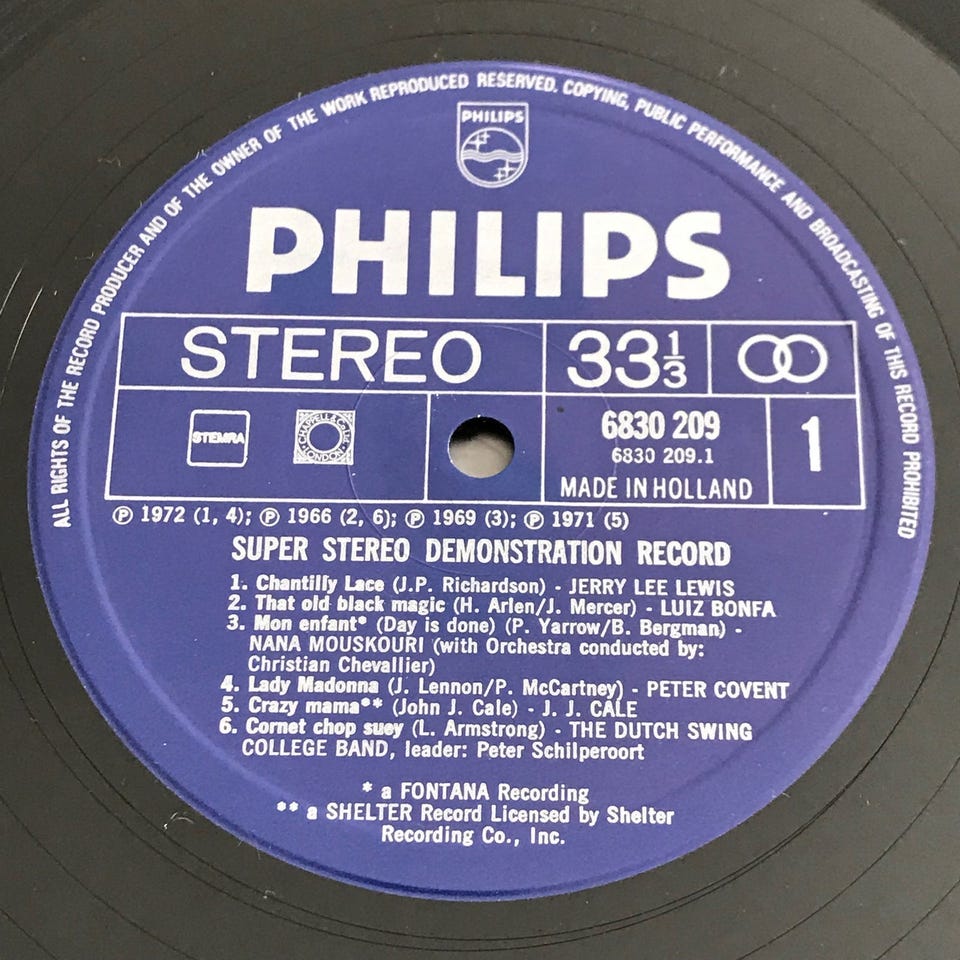 ALL RIGHTS OF THE RECORD PRODUCER AND OF THE OWNER OF THE WORK REPRODUCED RESERVED. COPYING, PUBLIC PERFORMANCE AND BROADCASTING OF THIS RECORD PROHIBITED
PHILIPS
PHILIPS
STEREO 33 1/3
STEMRA CHAPPELL & Co Ltd. LONDON 6830 209 1
6830 209.1
MADE IN HOLLAND
Ⓟ 1972 (1, 4); Ⓟ 1966 (2, 6); Ⓟ 1969 (3); Ⓟ 1971 (5)
SUPER STEREO DEMONSTRATION RECORD
1. Chantilly Lace (J.P. Richardson) - JERRY LEE LEWIS
2. That old black magic (H. Arlen/J. Mercer) - LUIZ BONFA
3. Mon enfant* (Day is done) (P. Yarrow/B. Bergman) -
NANA MOUSKOURI (with Orchestra conducted by:
Christian Chevallier)
4. Lady Madonna (J. Lennon/P. McCartney) - PETER COVENT
5. Crazy mama** (John J. Cale) - J. J. CALE
6. Cornet chop suey (L. Armstrong) - THE DUTCH SWING
COLLEGE BAND, leader: Peter Schilperoort
* a FONTANA Recording
** a SHELTER Record Licensed by Shelter
Recording Co., Inc.